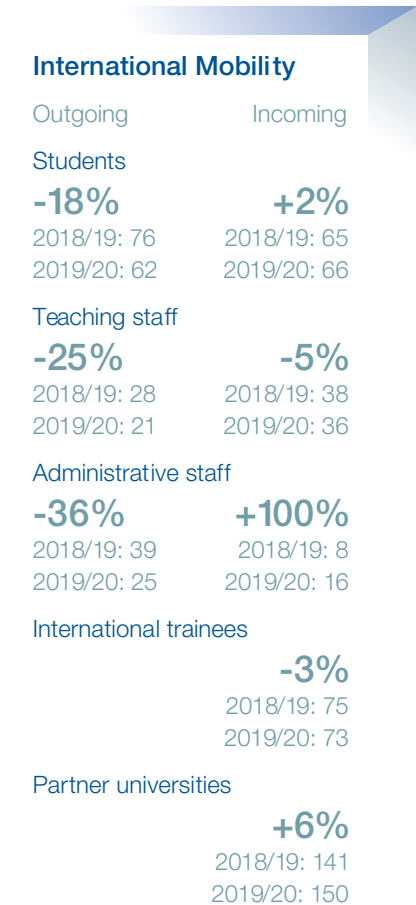 International Mobility
Outgoing Incoming
Students
-18% +2%
2018/19: 76 2018/19: 65
2019/20: 62 2019/20: 66
Teaching staff
-25% -5%
2018/19: 28 2018/19: 38
2019/20: 21 2019/20: 36
Administrative staff
-36% +100%
2018/19: 39 2018/19: 8
2019/20: 25 2019/20: 16
International trainees
-3%
2018/19: 75
2019/20: 73
Partner universities
+6%
2018/19: 141
2019/20: 150